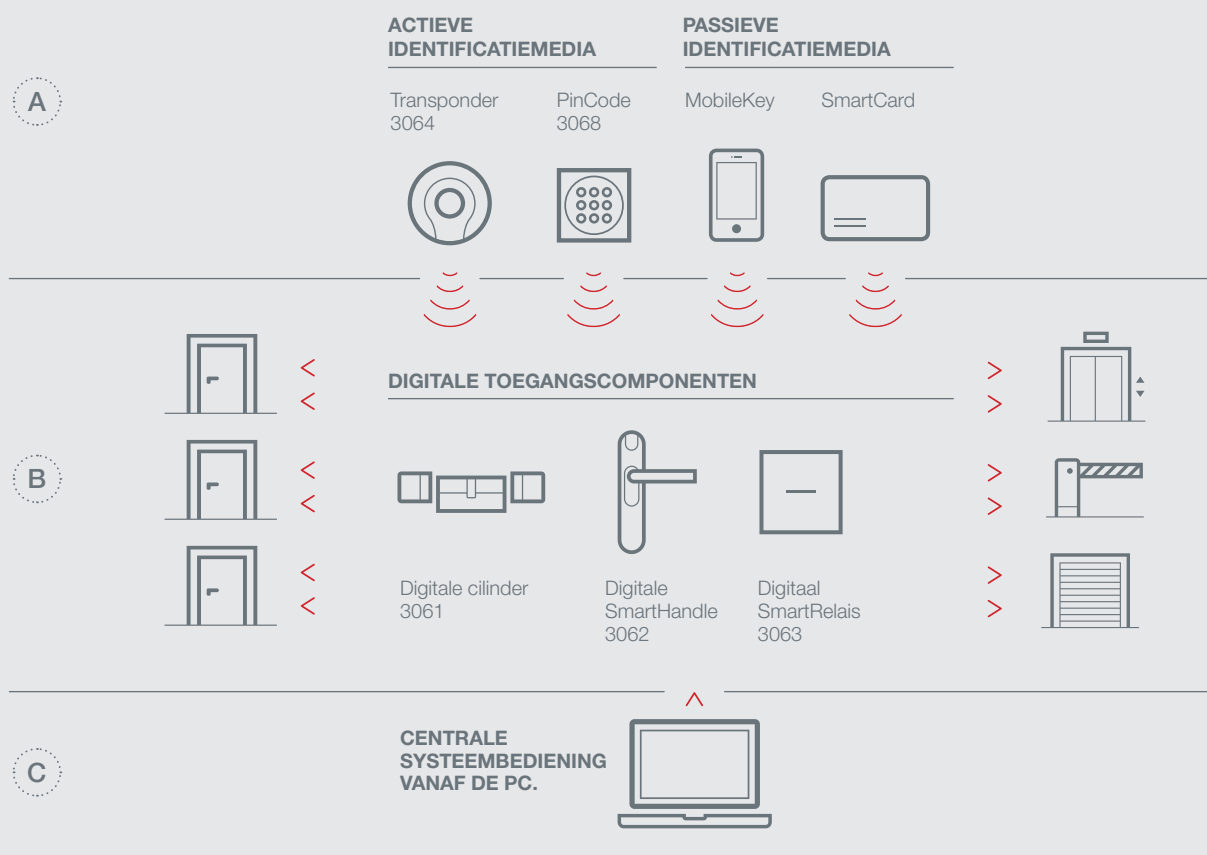 ACTIEVE
IDENTIFICATIEMEDIA
PASSIEVE
IDENTIFICATIEMEDIA
A
Transponder
3064
PinCode
3068
MobileKey
SmartCard
DIGITALE TOEGANGSCOMPONENTEN
B
Digitale cilinder
3061
Digitale
SmartHandle
3062
Digitaal
SmartRelais
3063
C
CENTRALE
SYSTEEMBEDIENING
VANAF DE PC.